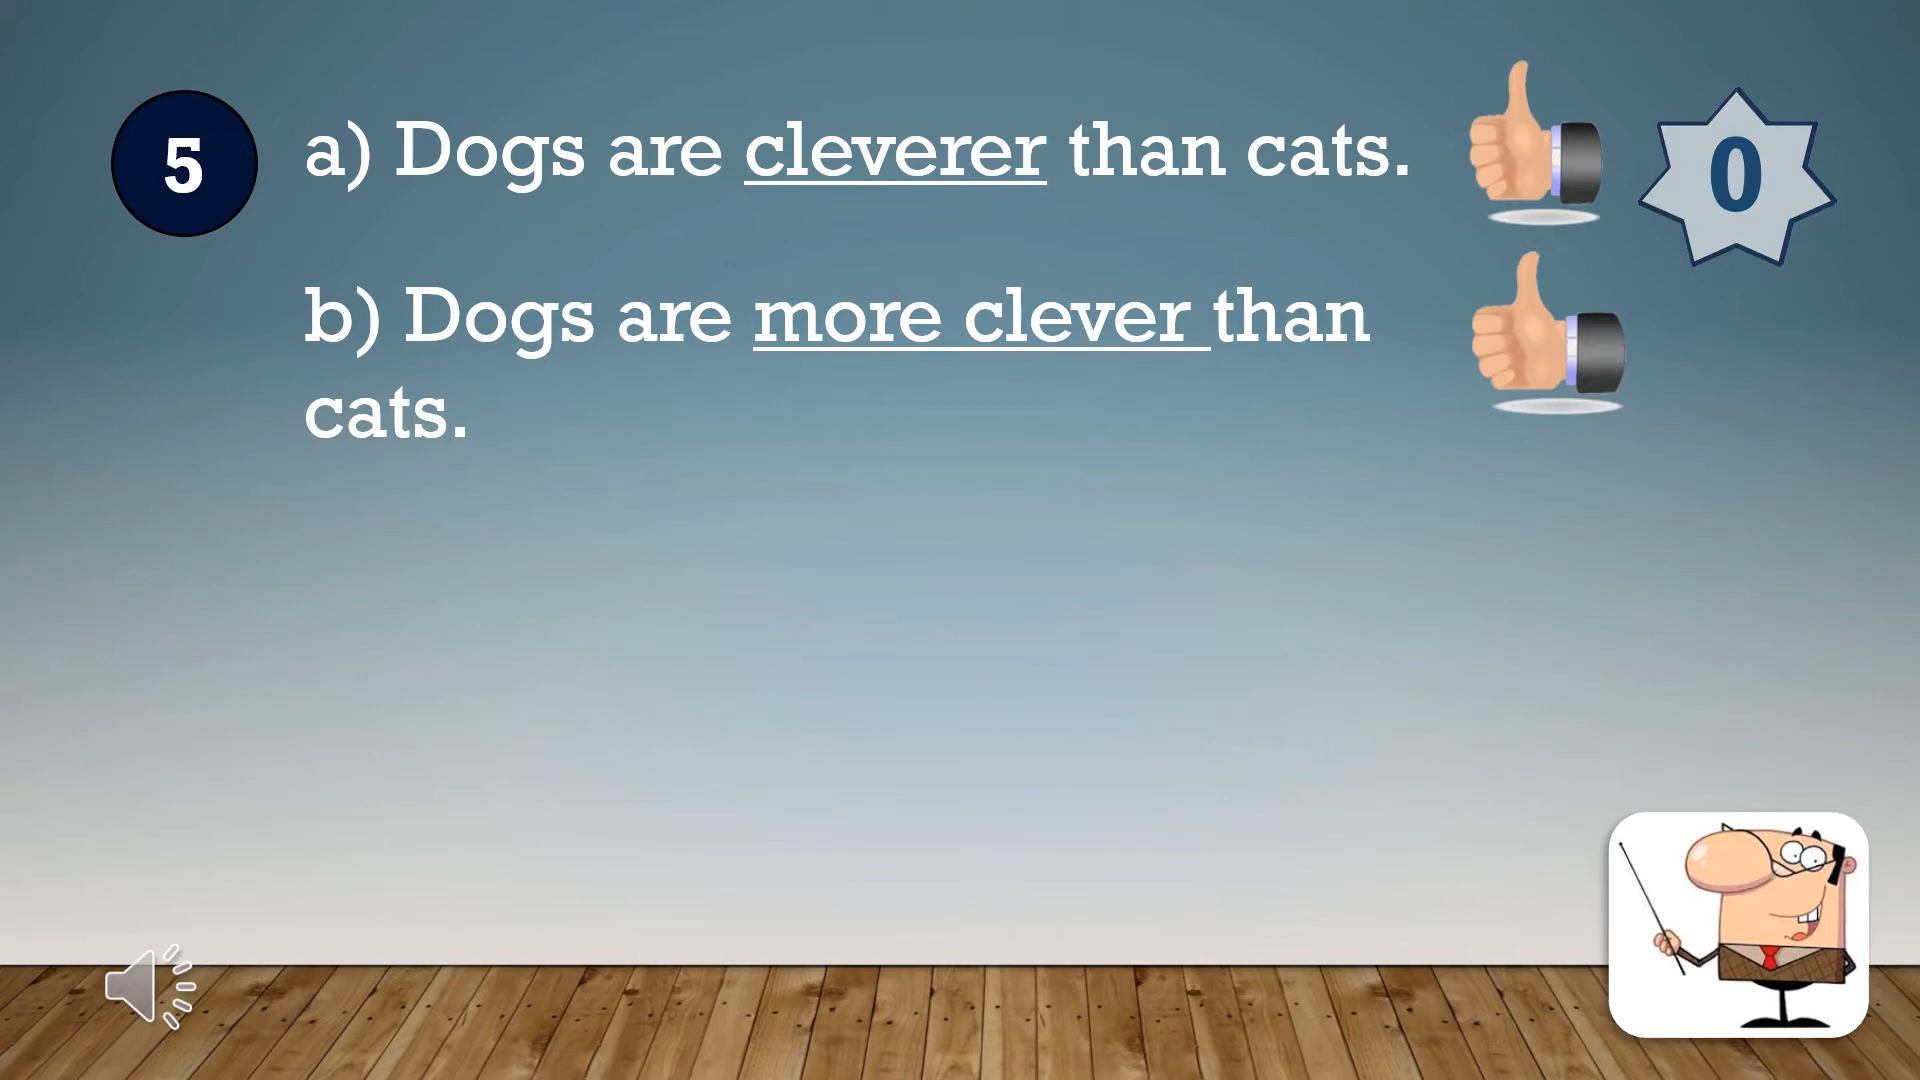 5
a) Dogs are cleverer than cats.
0
b) Dogs are more clever than
cats.